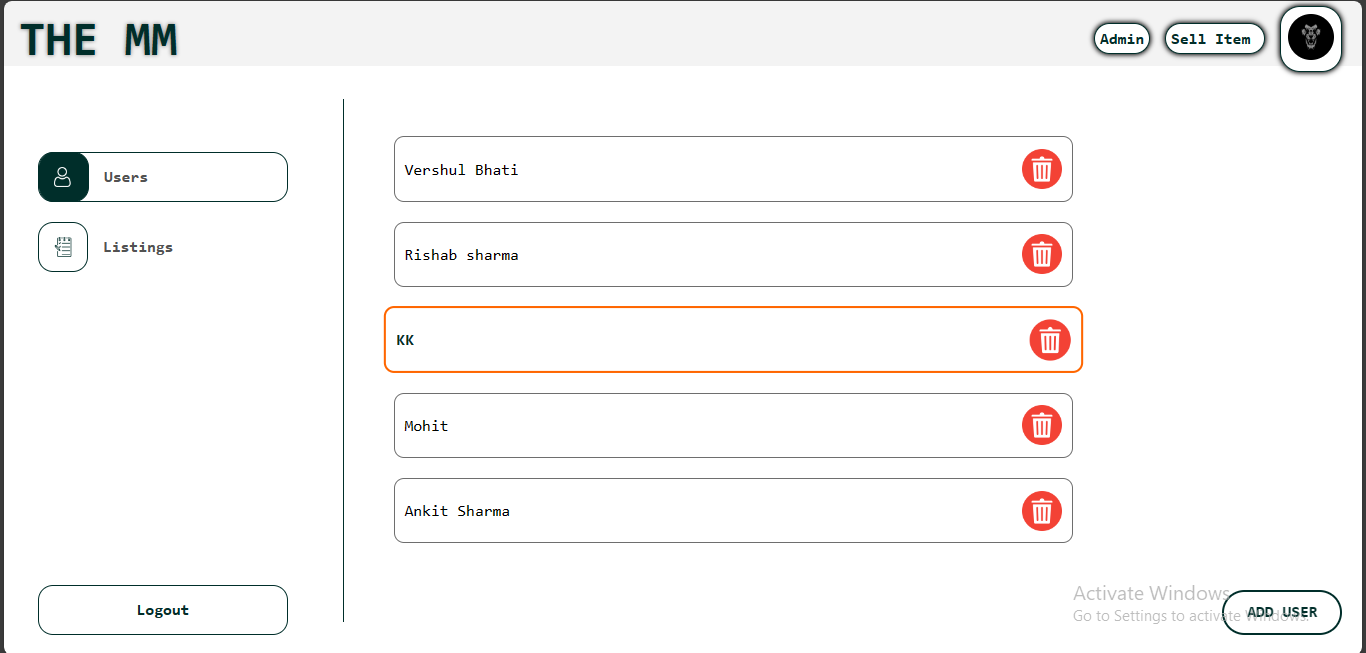 THE MM
Admin
Sell Item
Users
Listings
Logout
Vershul Bhati
Rishab sharma
KK
Mohit
Ankit Sharma
Activate Windows
Go to Settings to activate Windows.
ADD USER